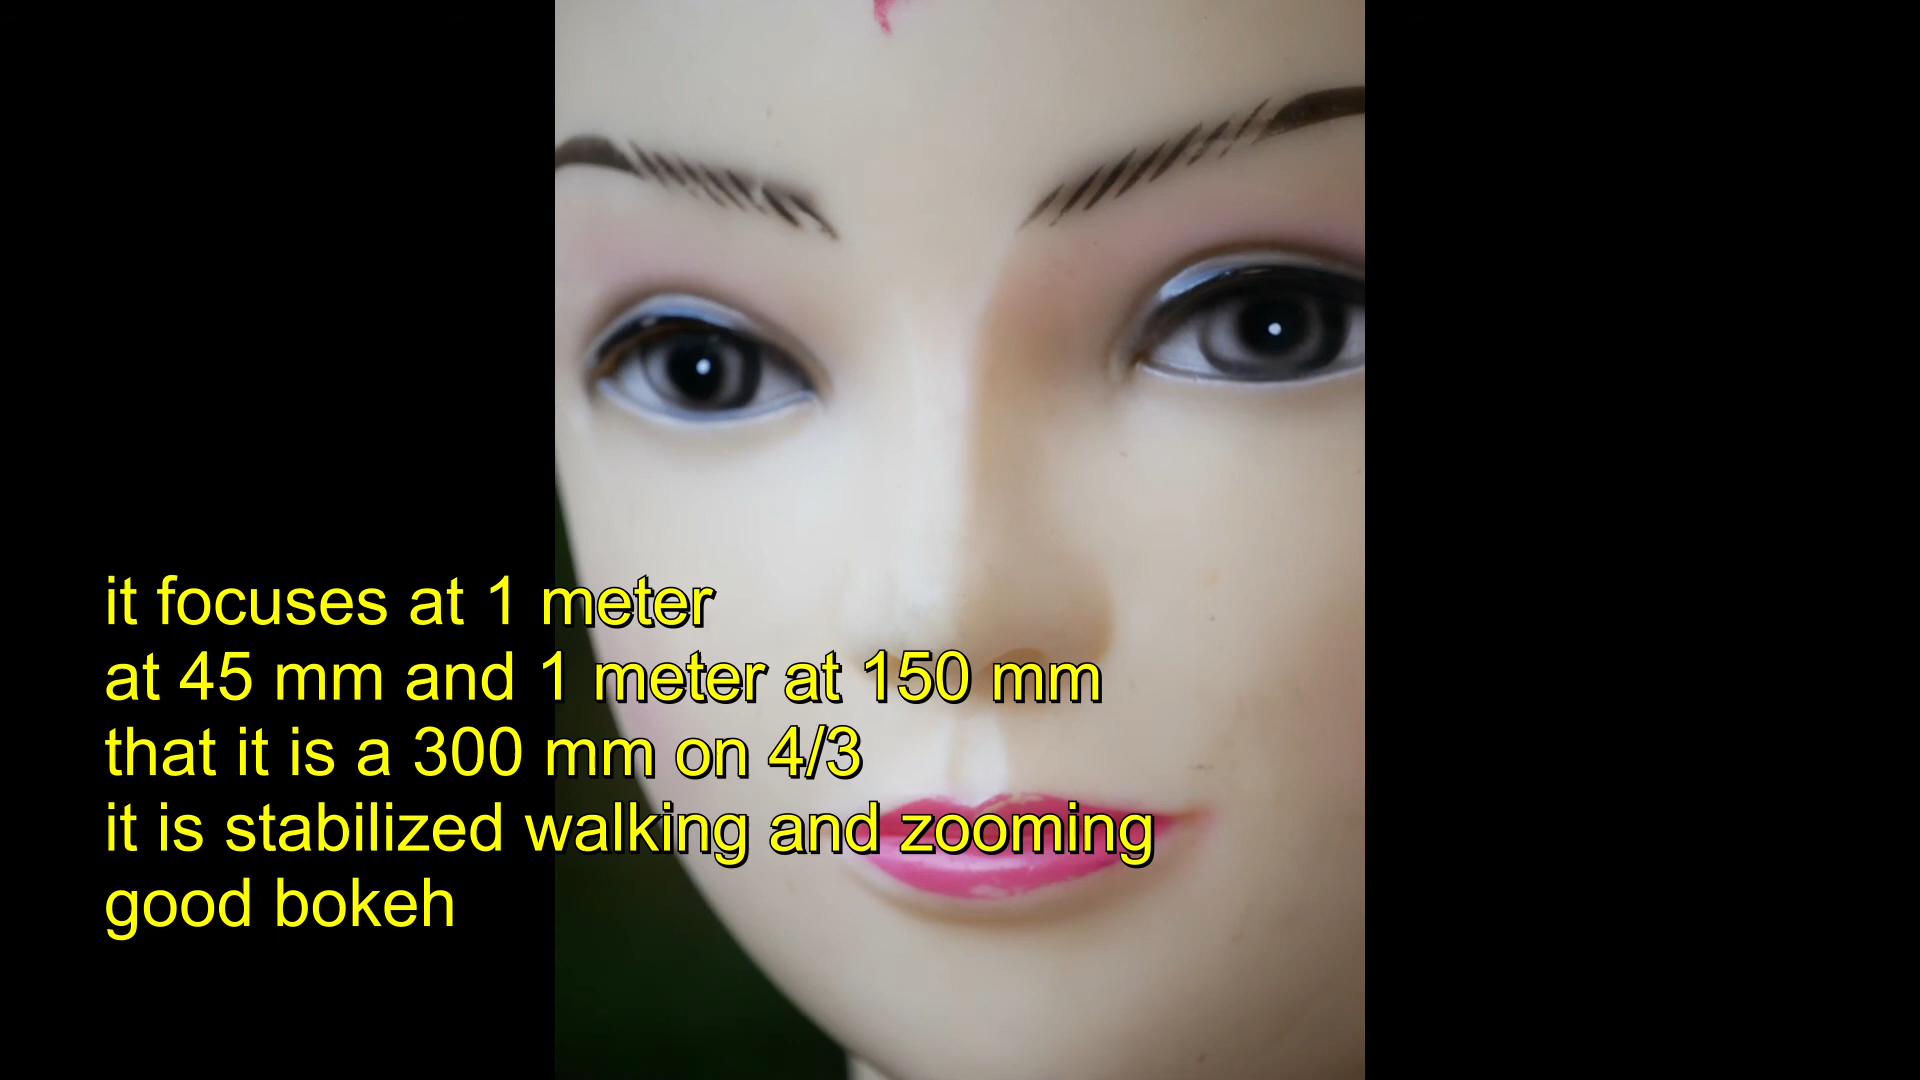 it focuses at 1 meter
at 45 mm and 1 meter at 150 mm
that it is a 300 mm on 4/3
it is stabilized walking and zooming
good bokeh